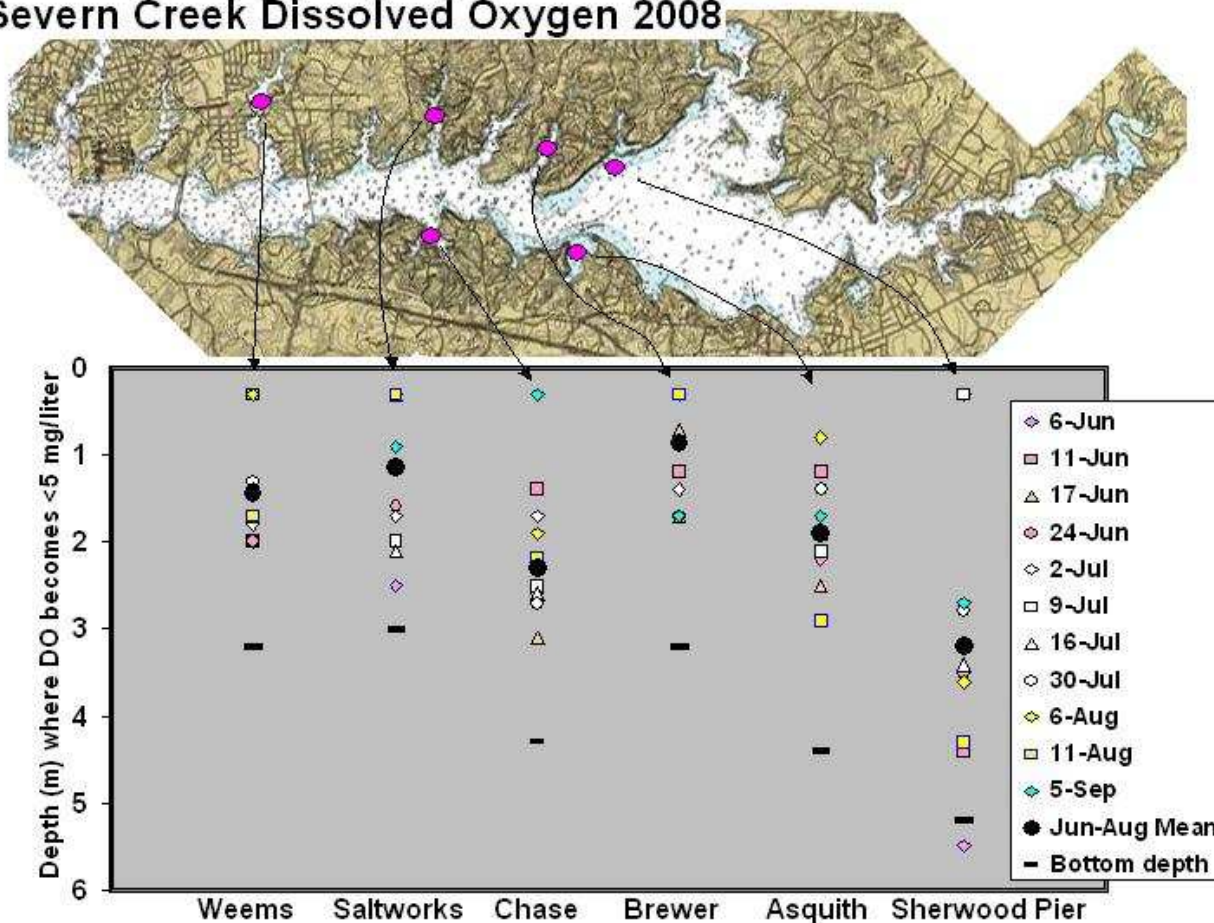 Severn Creek Dissolved Oxygen 2008
Depth (m) where DO becomes <5 mg/liter
0
1
2
3
4
5
6
Weems Saltworks Chase Brewer Asquith Sherwood Pier
6-Jun
11-Jun
17-Jun
24-Jun
2-Jul
9-Jul
16-Jul
30-Jul
6-Aug
11-Aug
5-Sep
Jun-Aug Mean
Bottom depth